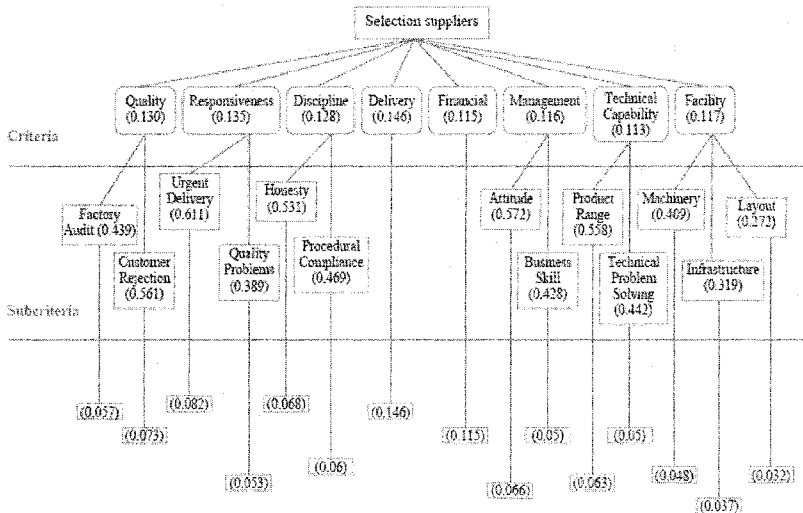 Selection suppliers
Quality
(0.130)
Responsiveness
(0.135)
Discipline
(0.128)
Delivery
(0.146)
Financial
(0.115)
Management
(0.116)
Technical
Capability
(0.113)
Facility
(0.117)
Criteria
Factory
Audit (0.439)
Customer
Rejection
(0.561)
Urgent
Delivery
(0.611)
Quality
Problems
(0.389)
Honesty
(0.531)
Procedural
Compliance
(0.469)
Attitude
(0.572)
Business
Skill
(0.428)
Product
Range
(0.558)
Technical
Problem
Solving
(0.442)
Machinery
(0.409)
Infrastructure
(0.319)
Layout
(0.272)
Subcriteria
(0.057)
(0.073)
(0.082)
(0.053)
(0.068)
(0.06)
(0.146)
(0.115)
(0.066)
(0.05)
(0.063)
(0.05)
(0.048)
(0.037)
(0.032)